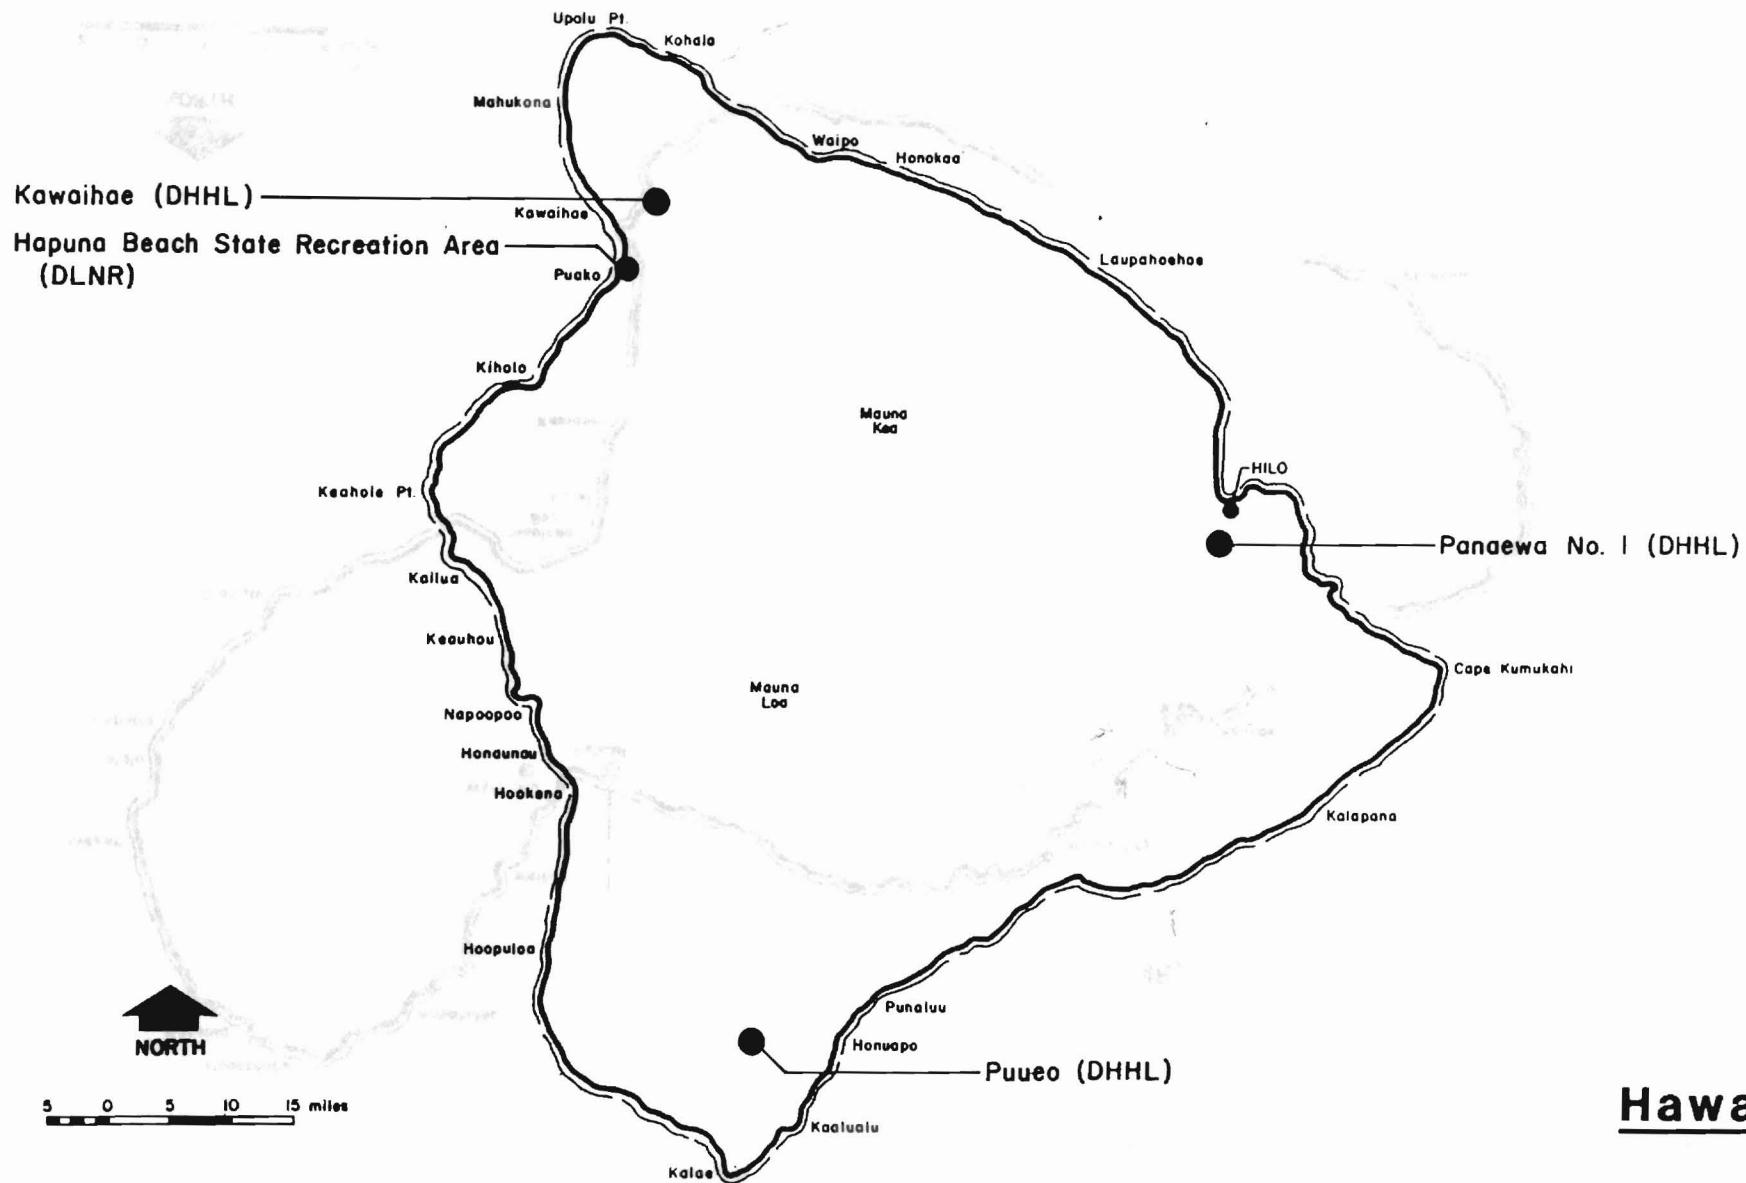 Upolu Pt.
Kohala
Mahukona
Waipo
Honokaa
Kawaihae (DHHL)
Kawaihae
Hapuna Beach State Recreation Area
(DLNR)
Puako
Laupahoehoe
Kiholo
Mauna
Kea
HILO
Keahole Pt.
Panaewa No. 1 (DHHL)
Kailua
Keauhou
Cape Kumukahi
Mauna
Loa
Napoopoo
Honaunau
Hookena
Kalapana
Hoopuloa
Punaluu
NORTH
Honuapo
Puueo (DHHL)
5 0 5 10 15 miles
Hawa
Kaalualu
Kalae